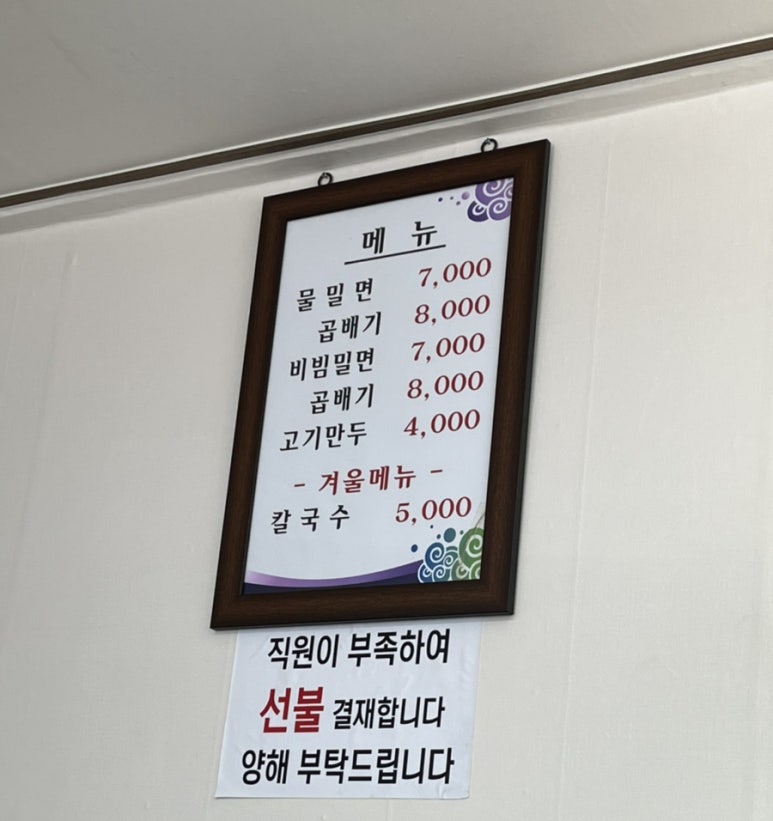 메 뉴
물 밀 면 7,000
곱배기 8,000
비빔밀면 7,000
곱배기 8,000
고기만두 4,000
- 겨울메뉴 -
칼 국 수 5,000
직원이 부족하여
선불 결재합니다
양해 부탁드립니다